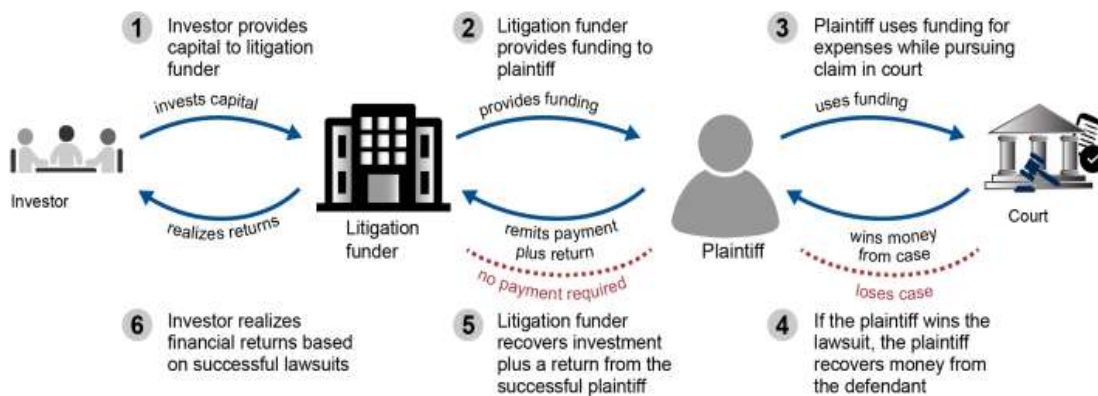 1 Investor provides
capital to litigation
funder
2 Litigation funder
provides funding to
plaintiff
3 Plaintiff uses funding for
expenses while pursuing
claim in court
invests capital
provides funding
uses funding
Investor
Litigation
funder
Plaintiff
Court
realizes returns
remits payment
plus return
no payment required
wins money
from case
loses case
6 Investor realizes
financial returns based
on successful lawsuits
5 Litigation funder
recovers investment
plus a return from the
successful plaintiff
4 If the plaintiff wins the
lawsuit, the plaintiff
recovers money from
the defendant